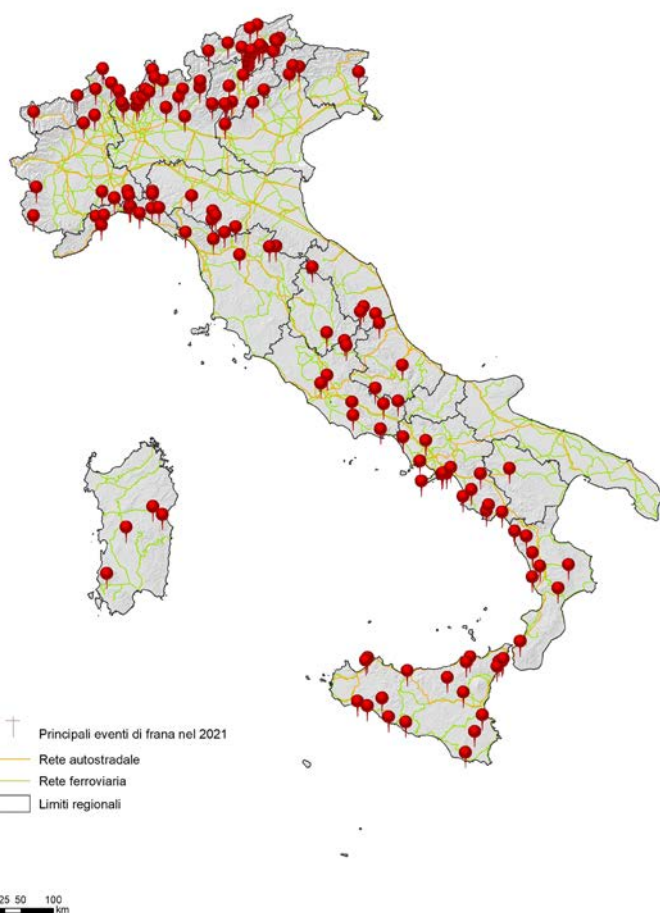 Principali eventi di frana nel 2021
Rete autostradale
Rete ferroviaria
Limiti regionali
25 50 100
km